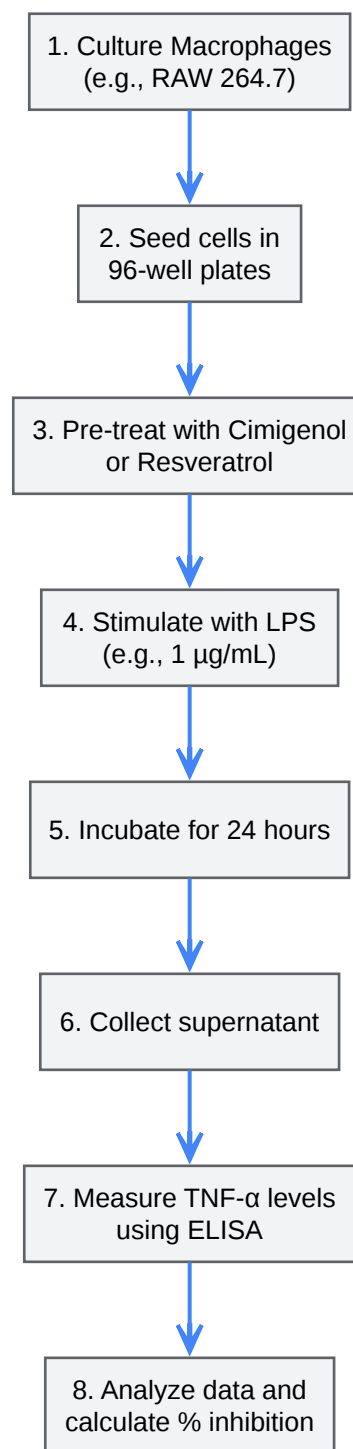 1. Culture Macrophages
(e.g., RAW 264.7)
2. Seed cells in
96-well plates
3. Pre-treat with Cimigenol
or Resveratrol
4. Stimulate with LPS
(e.g., 1 µg/mL)
5. Incubate for 24 hours
6. Collect supernatant
7. Measure TNF-α levels
using ELISA
8. Analyze data and
calculate % inhibition